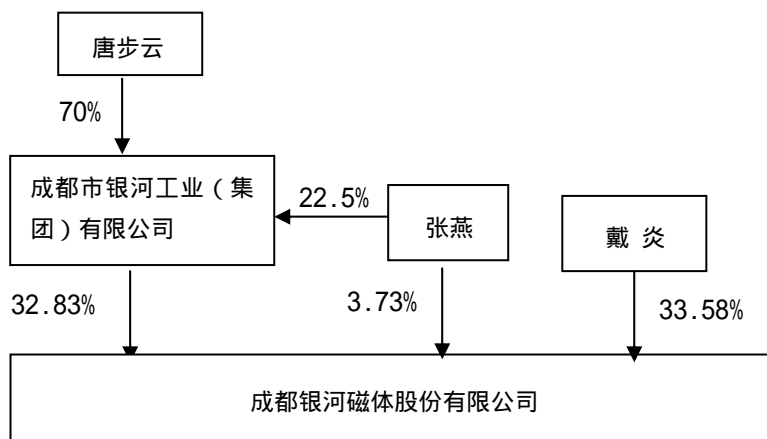 唐步云
70%
成都市银河工业（集
团）有限公司
22.5%
张燕
戴 炎
32.83%
3.73%
33.58%
成都银河磁体股份有限公司